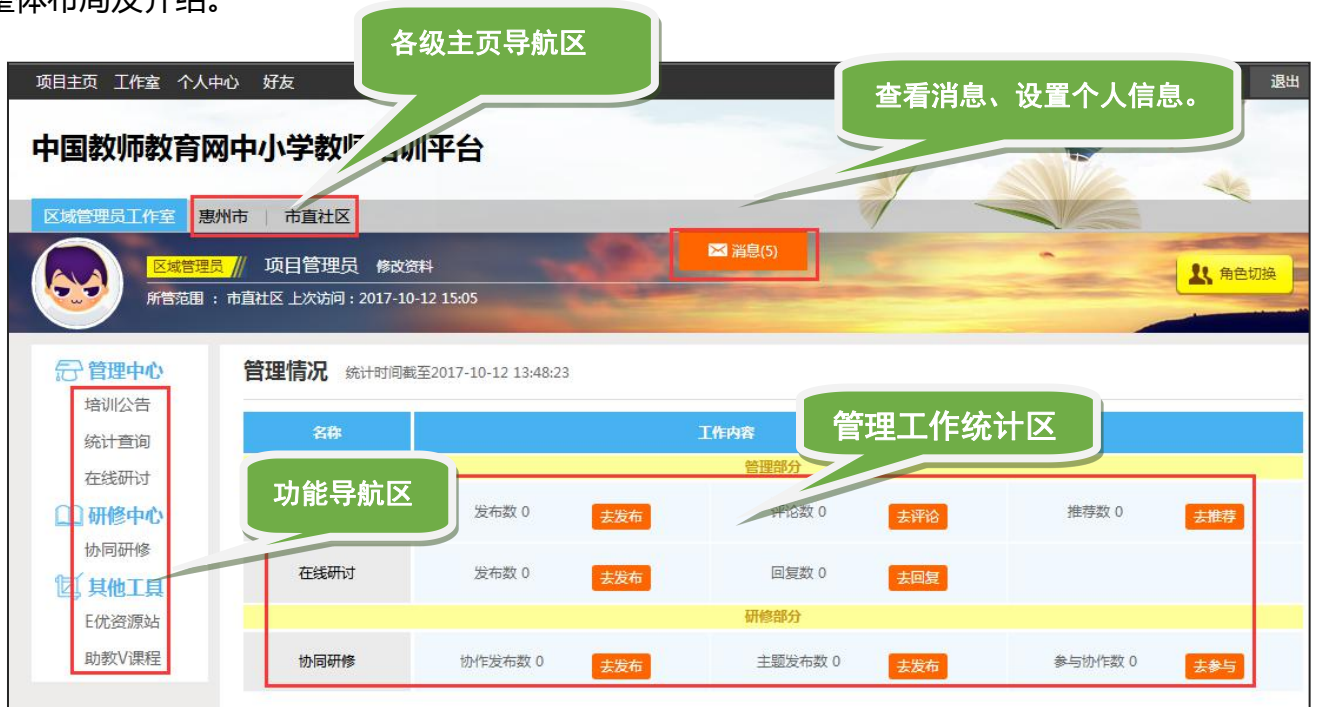 整体布局及介绍。
各级主页导航区
查看消息、设置个人信息。
项目主页 工作室 个人中心 好友
退出
中国教师教育网中小学教师培训平台
区域管理员工作室 惠州市 | 市直社区
消息(5)
区域管理员 // 项目管理员 修改资料
角色切换
所管范围 : 市直社区 上次访问 : 2017-10-12 15:05
管理中心
培训公告
统计查询
在线研讨
研修中心
协同研修
其他工具
E优资源站
助教V课程
管理情况 统计时间截至2017-10-12 13:48:23
管理工作统计区
功能导航区
名称 工作内容
管理部分
发布数 0 去发布 评论数 0 去评论 推荐数 0 去推荐
在线研讨 发布数 0 去发布 回复数 0 去回复
研修部分
协同研修 协作发布数 0 去发布 主题发布数 0 去发布 参与协作数 0 去参与